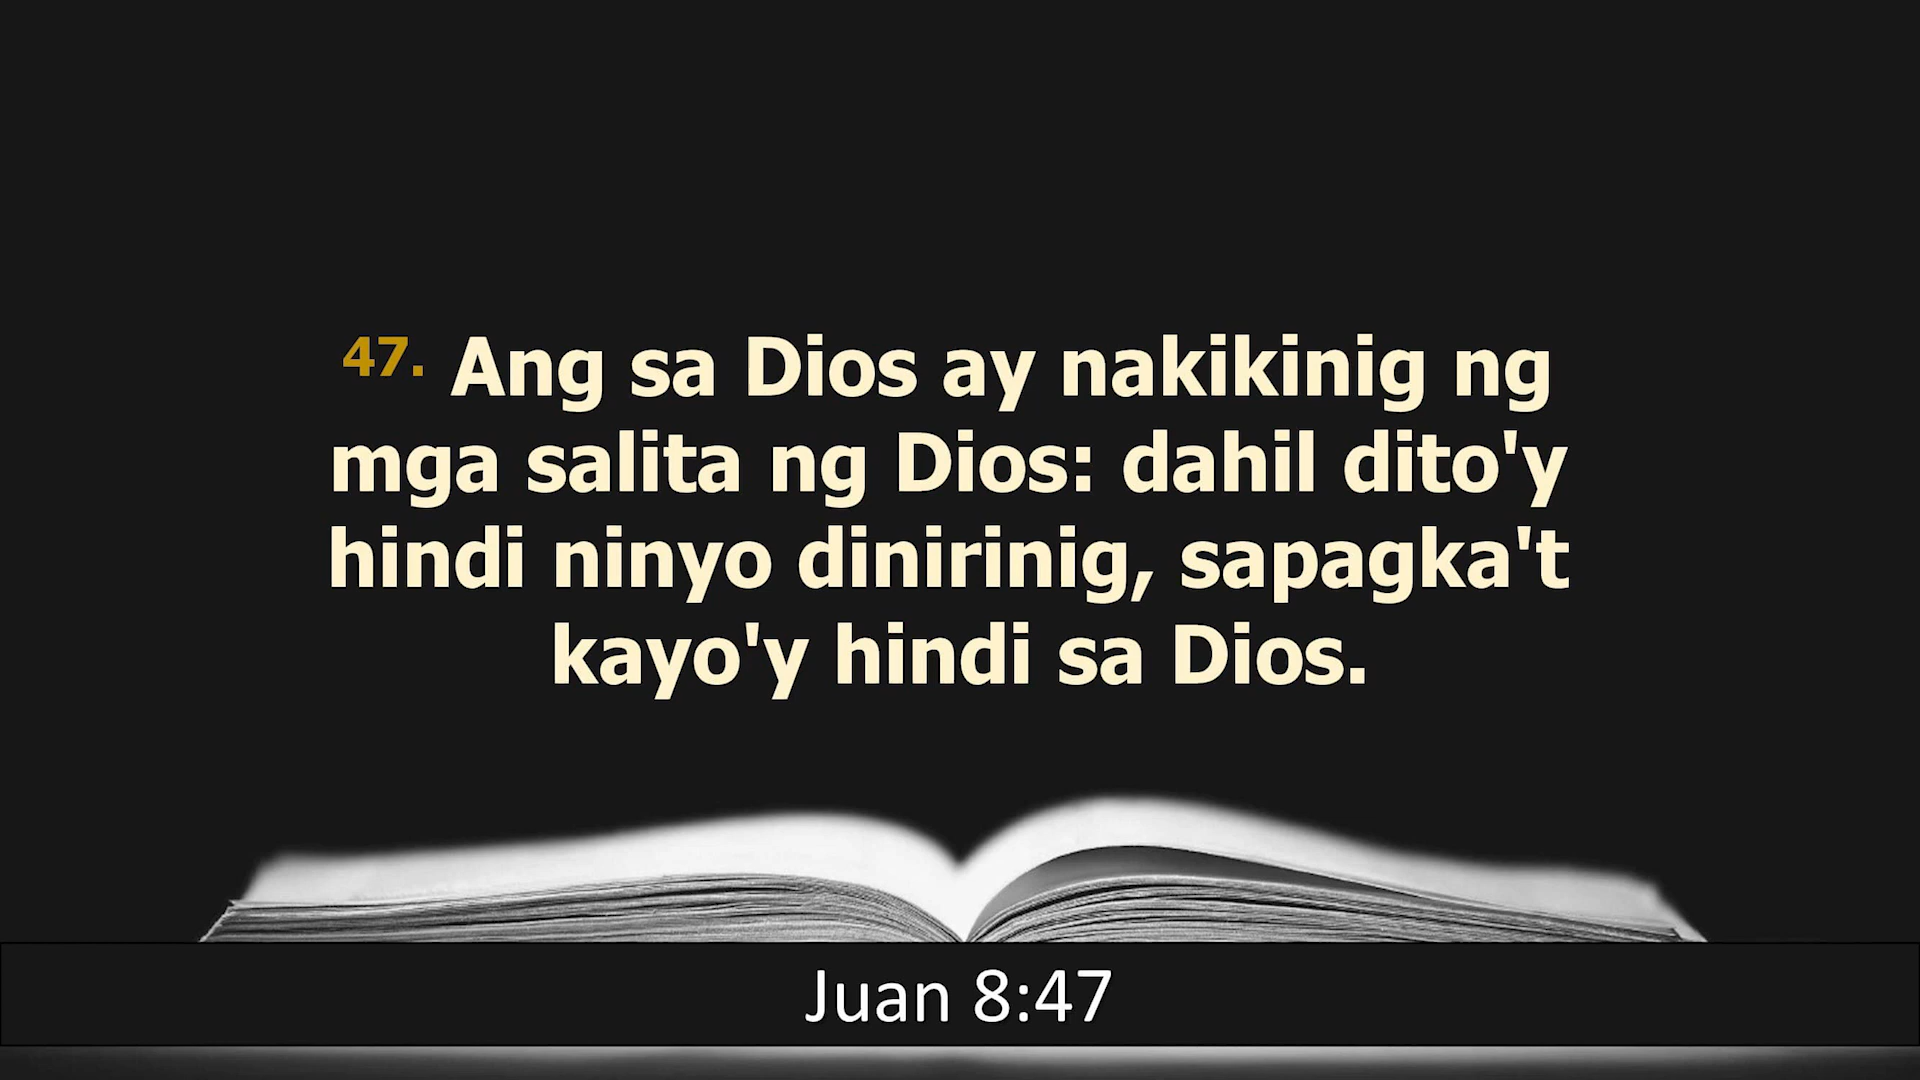 47. Ang sa Dios ay nakikinig ng
mga salita ng Dios: dahil dito'y
hindi ninyo dinirinig, sapagka't
kayo'y hindi sa Dios.
Juan 8:47